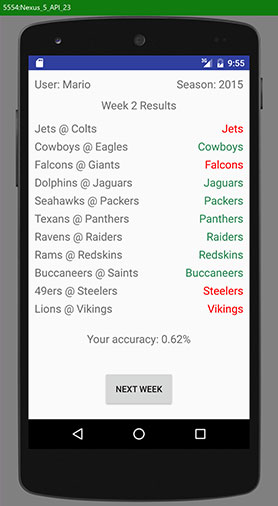 5554:Nexus_5_API_23
3G 9:55
User: Mario Season: 2015
Week 2 Results
Jets @ Colts Jets
Cowboys @ Eagles Cowboys
Falcons @ Giants Falcons
Dolphins @ Jaguars Jaguars
Seahawks @ Packers Packers
Texans @ Panthers Panthers
Ravens @ Raiders Raiders
Rams @ Redskins Redskins
Buccaneers @ Saints Buccaneers
49ers @ Steelers Steelers
Lions @ Vikings Vikings
Your accuracy: 0.62%
NEXT WEEK